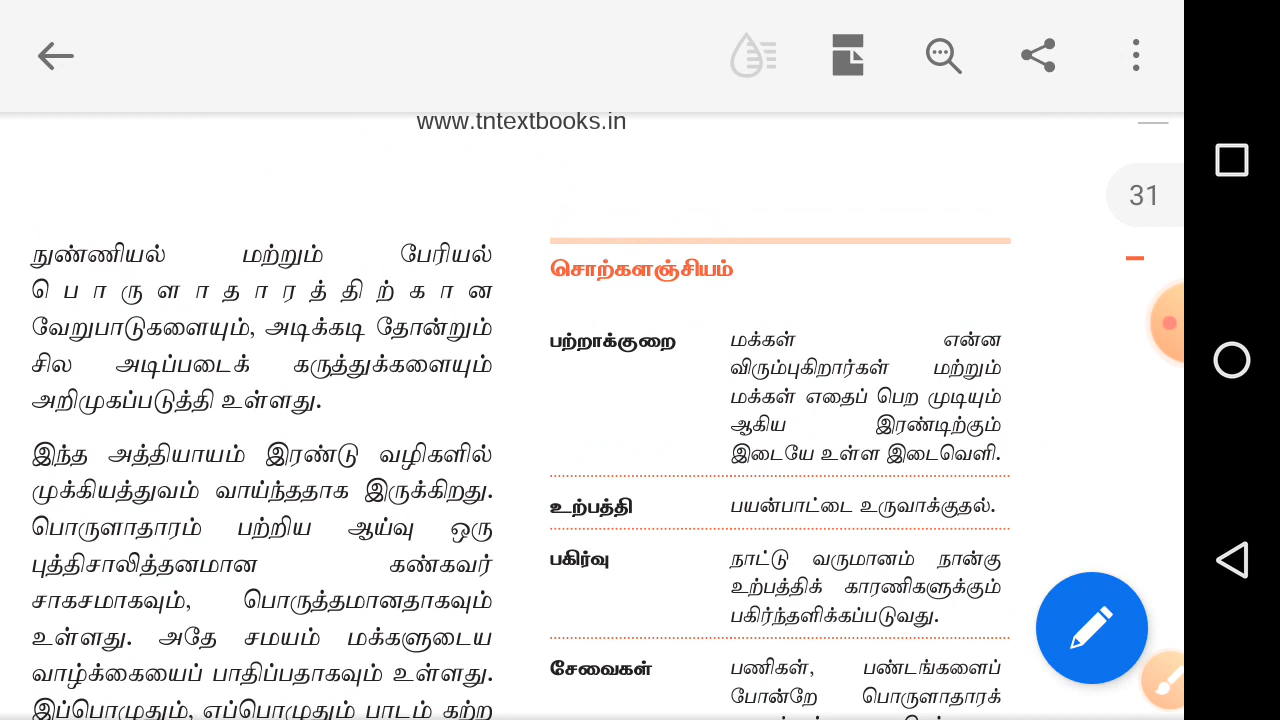 www.tntextbooks.in
31
நுண்ணியல் மற்றும் பேரியல்
பொருளாதாரத்திற்கான
வேறுபாடுகளையும், அடிக்கடி தோன்றும்
சில அடிப்படைக் கருத்துக்களையும்
அறிமுகப்படுத்தி உள்ளது.
இந்த அத்தியாயம் இரண்டு வழிகளில்
முக்கியத்துவம் வாய்ந்ததாக இருக்கிறது.
பொருளாதாரம் பற்றிய ஆய்வு ஒரு
புத்திசாலித்தனமான கண்கவர்
சாகசமாகவும், பொருத்தமானதாகவும்
உள்ளது. அதே சமயம் மக்களுடைய
வாழ்க்கையைப் பாதிப்பதாகவும் உள்ளது.
இப்பொழுதும், எப்பொழுதும் பாடம் கற்ற
சொற்களஞ்சியம்
பற்றாக்குறை மக்கள் என்ன
விரும்புகிறார்கள் மற்றும்
மக்கள் எதைப் பெற முடியும்
ஆகிய இரண்டிற்கும்
இடையே உள்ள இடைவெளி.
உற்பத்தி பயன்பாட்டை உருவாக்குதல்.
பகிர்வு நாட்டு வருமானம் நான்கு
உற்பத்திக் காரணிகளுக்கும்
பகிர்ந்தளிக்கப்படுவது.
சேவைகள் பணிகள், பண்டங்களைப்
போன்றே பொருளாதாரக்